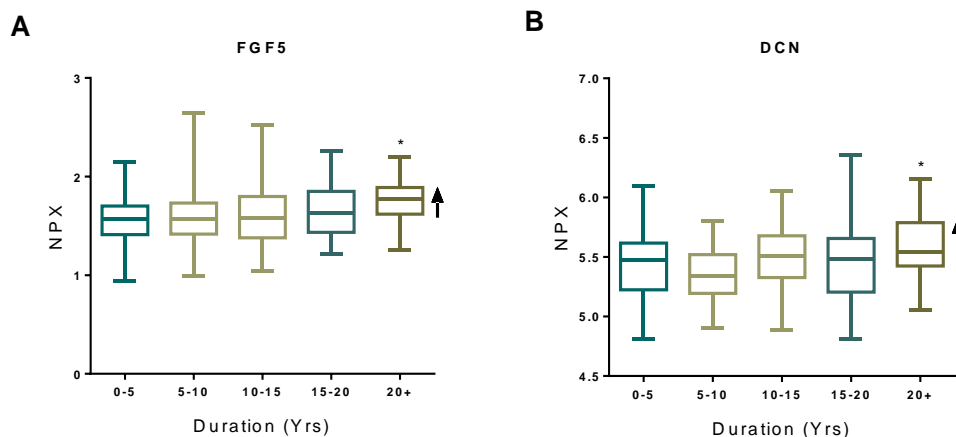 A
FGF5
3
2
1
0
NPX
*
0-5 5-10 10-15 15-20 20+
Duration (Yrs)
B
DCN
7.0
6.5
6.0
5.5
5.0
4.5
NPX
*
0-5 5-10 10-15 15-20 20+
Duration (Yrs)